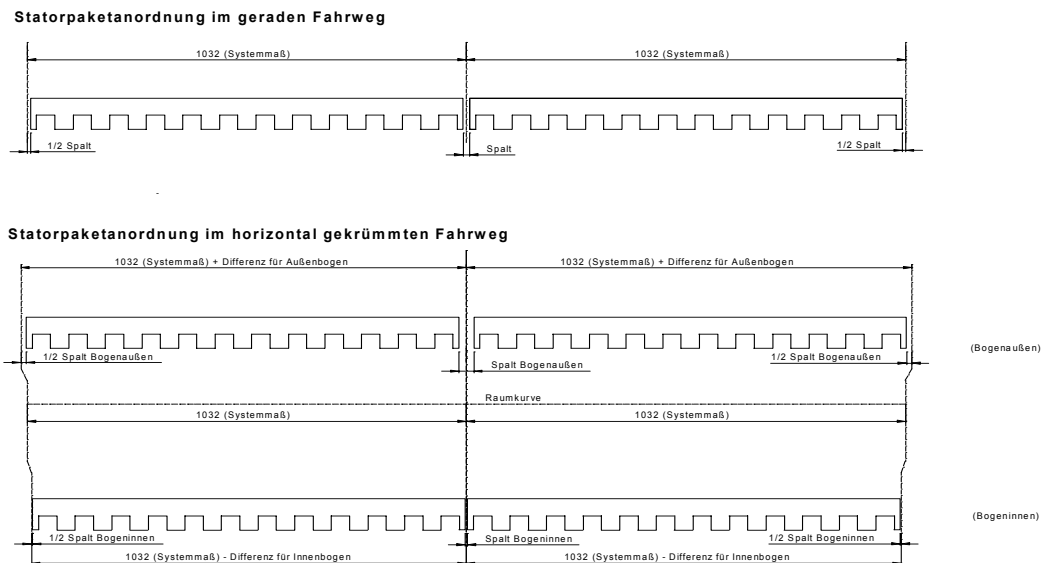 Statorpaketanordnung im geraden Fahrweg
1032 (Systemmaß) 1032 (Systemmaß)
1/2 Spalt Spalt 1/2 Spalt
Statorpaketanordnung im horizontal gekrümmten Fahrweg
1032 (Systemmaß) + Differenz für Außenbogen 1032 (Systemmaß) + Differenz für Außenbogen
(Bogenaußen)
1/2 Spalt Bogenaußen Spalt Bogenaußen 1/2 Spalt Bogenaußen
Raumkurve
1032 (Systemmaß) 1032 (Systemmaß)
(Bogeninnen)
1/2 Spalt Bogeninnen Spalt Bogeninnen 1/2 Spalt Bogeninnen
1032 (Systemmaß) - Differenz für Innenbogen 1032 (Systemmaß) - Differenz für Innenbogen